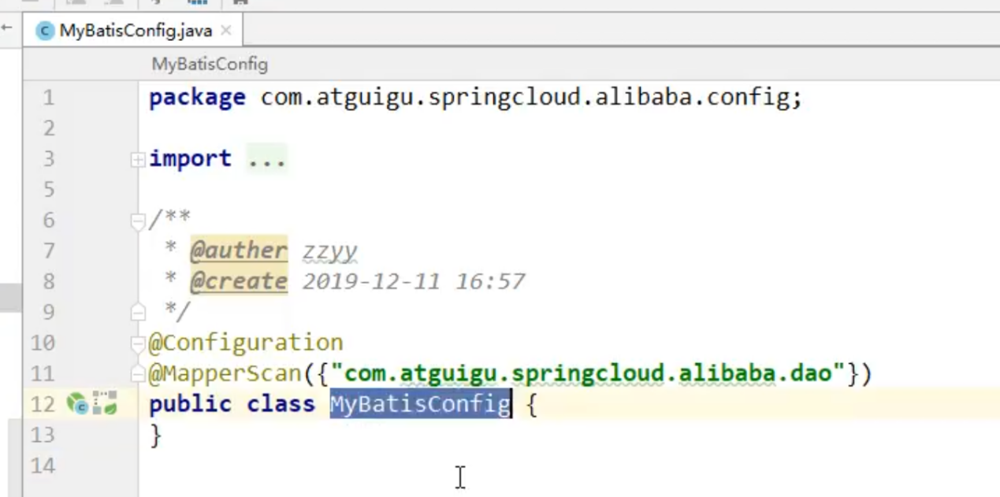 MyBatisConfig.java
MyBatisConfig
1 package com.atguigu.springcloud.alibaba.config;
2
3 import ...
5
6 /**
7 * @auther zzyy
8 * @create 2019-12-11 16:57
9 */
10 @Configuration
11 @MapperScan({"com.atguigu.springcloud.alibaba.dao"})
12 public class MyBatisConfig {
13 }
14